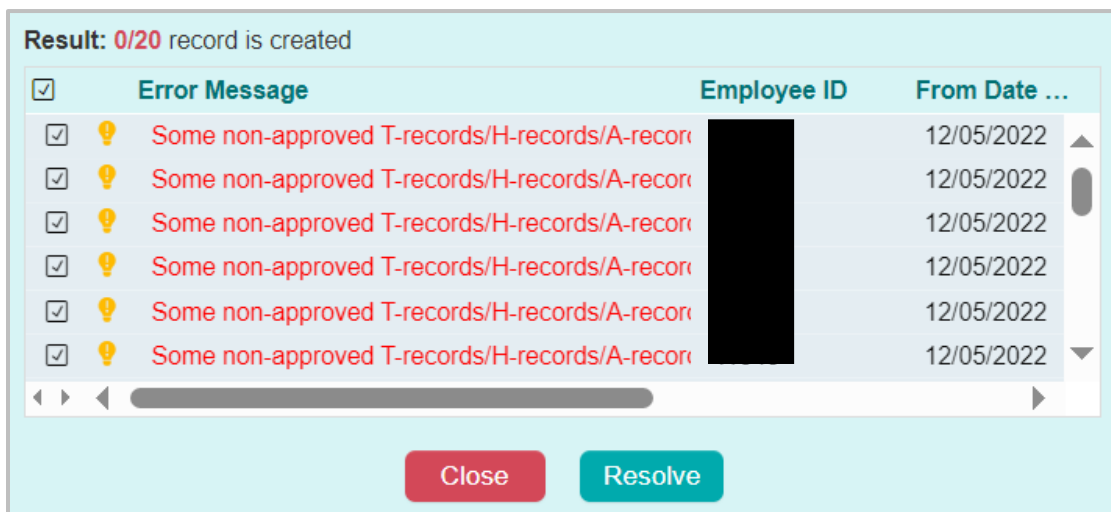 Result: 0/20 record is created
Error Message Employee ID From Date ...
Some non-approved T-records/H-records/A-record 12/05/2022
Some non-approved T-records/H-records/A-record 12/05/2022
Some non-approved T-records/H-records/A-record 12/05/2022
Some non-approved T-records/H-records/A-record 12/05/2022
Some non-approved T-records/H-records/A-record 12/05/2022
Some non-approved T-records/H-records/A-record 12/05/2022
Close Resolve